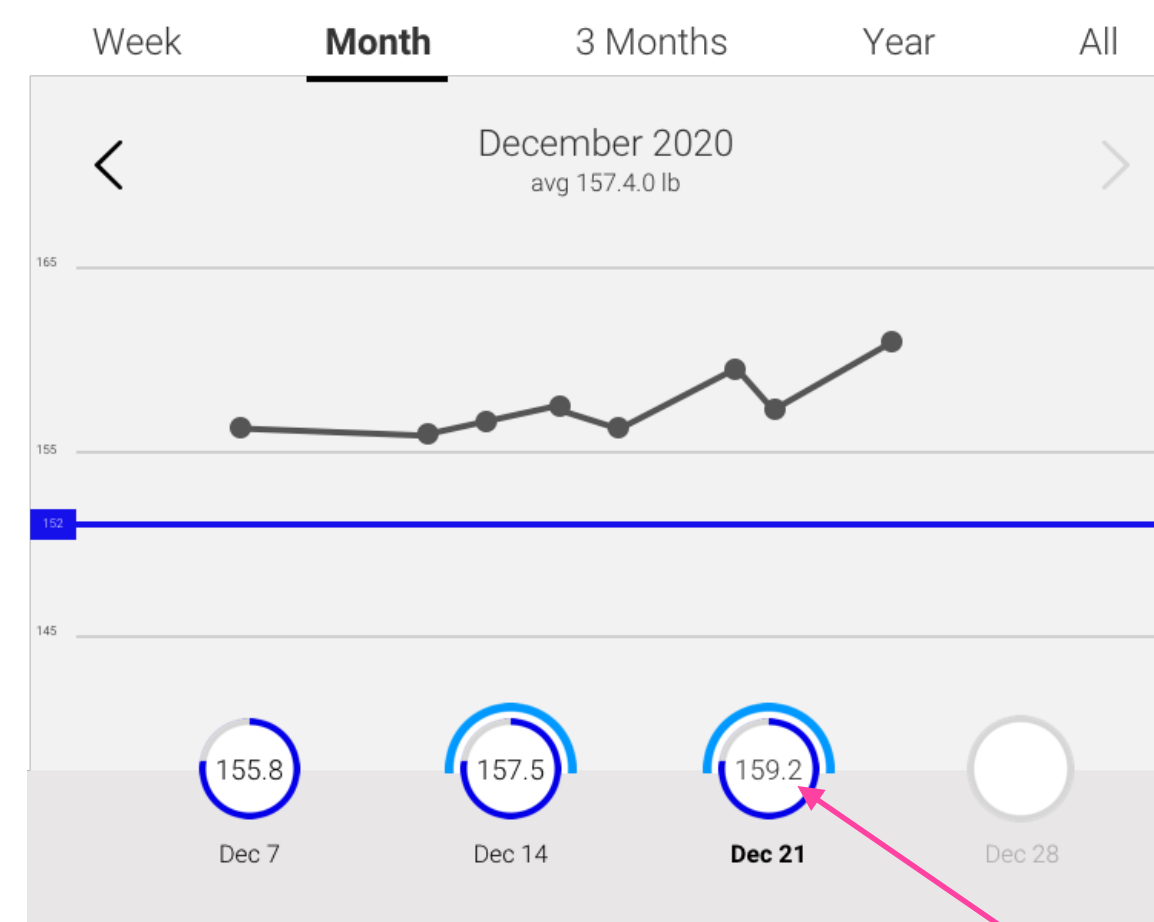 Week Month 3 Months Year All
December 2020
avg 157.4.0 lb
165
155
152
145
155.8 157.5 159.2
Dec 7 Dec 14 Dec 21 Dec 28